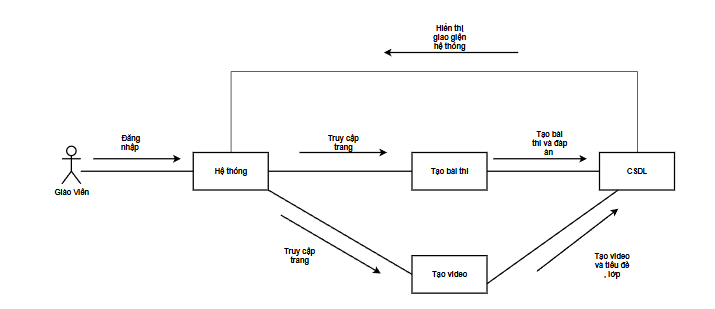 Hiển thị
giao giện
hệ thống
Đăng
nhập
Truy cập
trang
Tạo bài
thi và đáp
án
Giáo Viên
Hệ thống
Tạo bài thi
CSDL
Truy cập
trang
Tạo video
Tạo video
và tiêu đề
, lớp